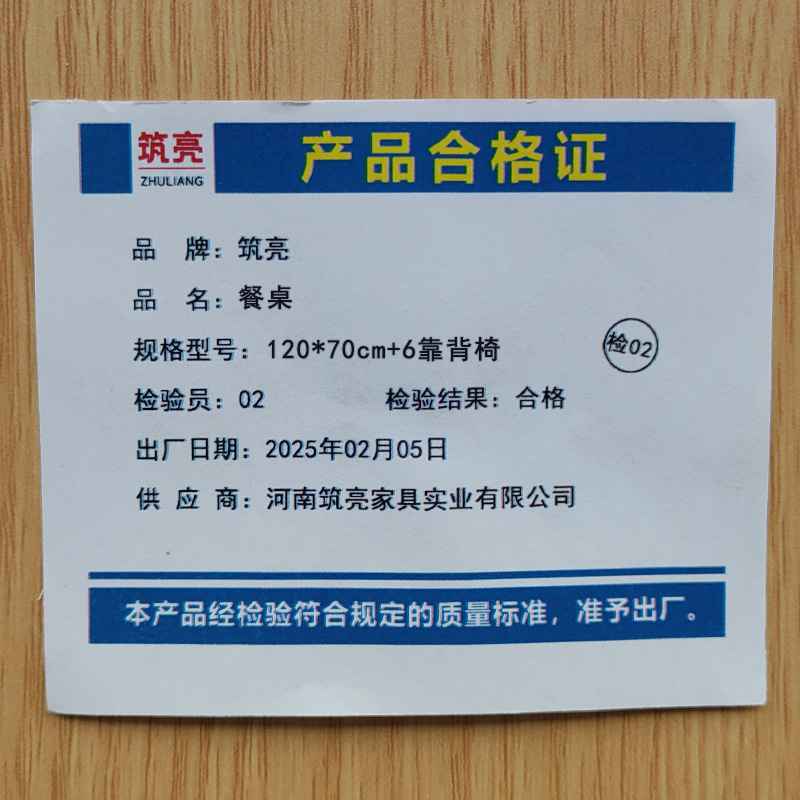 筑亮
ZHULIANG
产品合格证
品 牌：筑亮
品 名：餐桌
规格型号：120*70cm+6靠背椅
检02
检验员：02 检验结果：合格
出厂日期：2025年02月05日
供 应 商：河南筑亮家具实业有限公司
本产品经检验符合规定的质量标准，准予出厂。